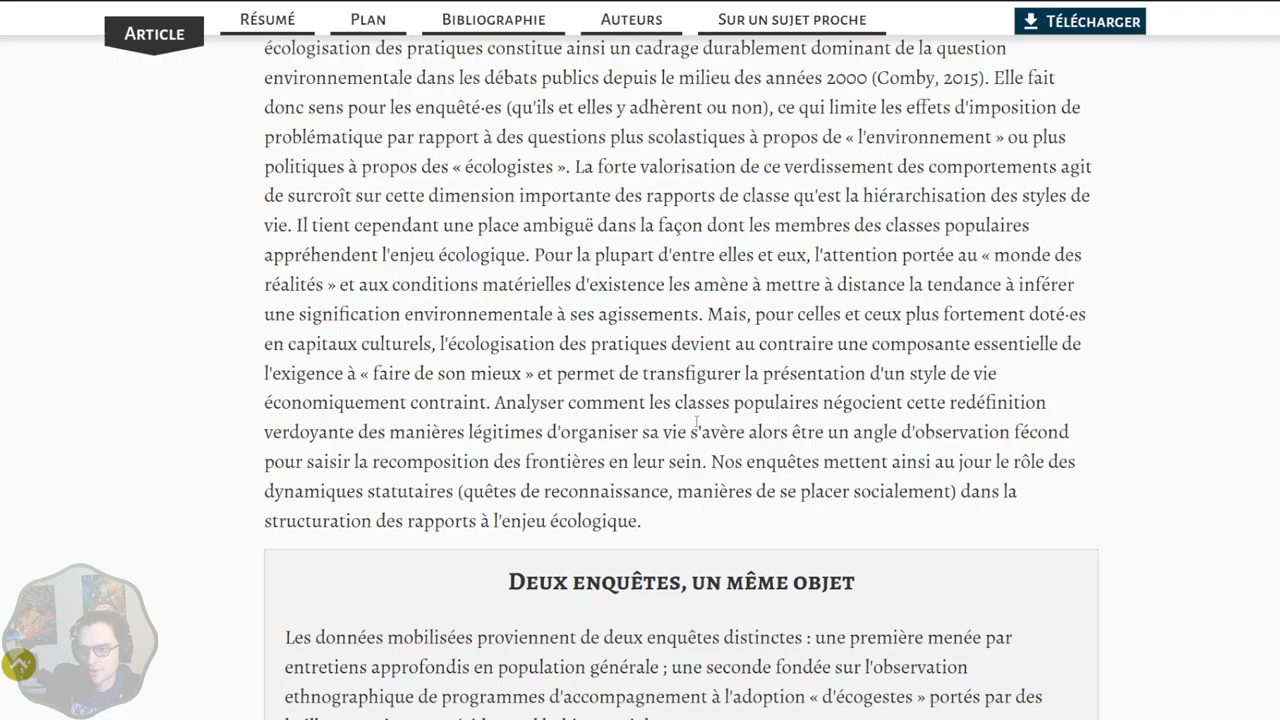 Article
Résumé
Plan
Bibliographie
Auteurs
Sur un sujet proche
Télécharger
écologisation des pratiques constitue ainsi un cadrage durablement dominant de la question
environnementale dans les débats publics depuis le milieu des années 2000 (Comby, 2015). Elle fait
donc sens pour les enquêté·es (qu'ils et elles y adhèrent ou non), ce qui limite les effets d'imposition de
problématique par rapport à des questions plus scolastiques à propos de « l'environnement » ou plus
politiques à propos des « écologistes ». La forte valorisation de ce verdissement des comportements agit
de surcroît sur cette dimension importante des rapports de classe qu'est la hiérarchisation des styles de
vie. Il tient cependant une place ambiguë dans la façon dont les membres des classes populaires
appréhendent l'enjeu écologique. Pour la plupart d'entre elles et eux, l'attention portée au « monde des
réalités » et aux conditions matérielles d'existence les amène à mettre à distance la tendance à inférer
une signification environnementale à ses agissements. Mais, pour celles et ceux plus fortement doté·es
en capitaux culturels, l'écologisation des pratiques devient au contraire une composante essentielle de
l'exigence à « faire de son mieux » et permet de transfigurer la présentation d'un style de vie
économiquement contraint. Analyser comment les classes populaires négocient cette redéfinition
verdoyante des manières légitimes d'organiser sa vie s'avère alors être un angle d'observation fécond
pour saisir la recomposition des frontières en leur sein. Nos enquêtes mettent ainsi au jour le rôle des
dynamiques statutaires (quêtes de reconnaissance, manières de se placer socialement) dans la
structuration des rapports à l'enjeu écologique.
Deux enquêtes, un même objet
Les données mobilisées proviennent de deux enquêtes distinctes : une première menée par
entretiens approfondis en population générale ; une seconde fondée sur l'observation
ethnographique de programmes d'accompagnement à l'adoption « d'écogestes » portés par des